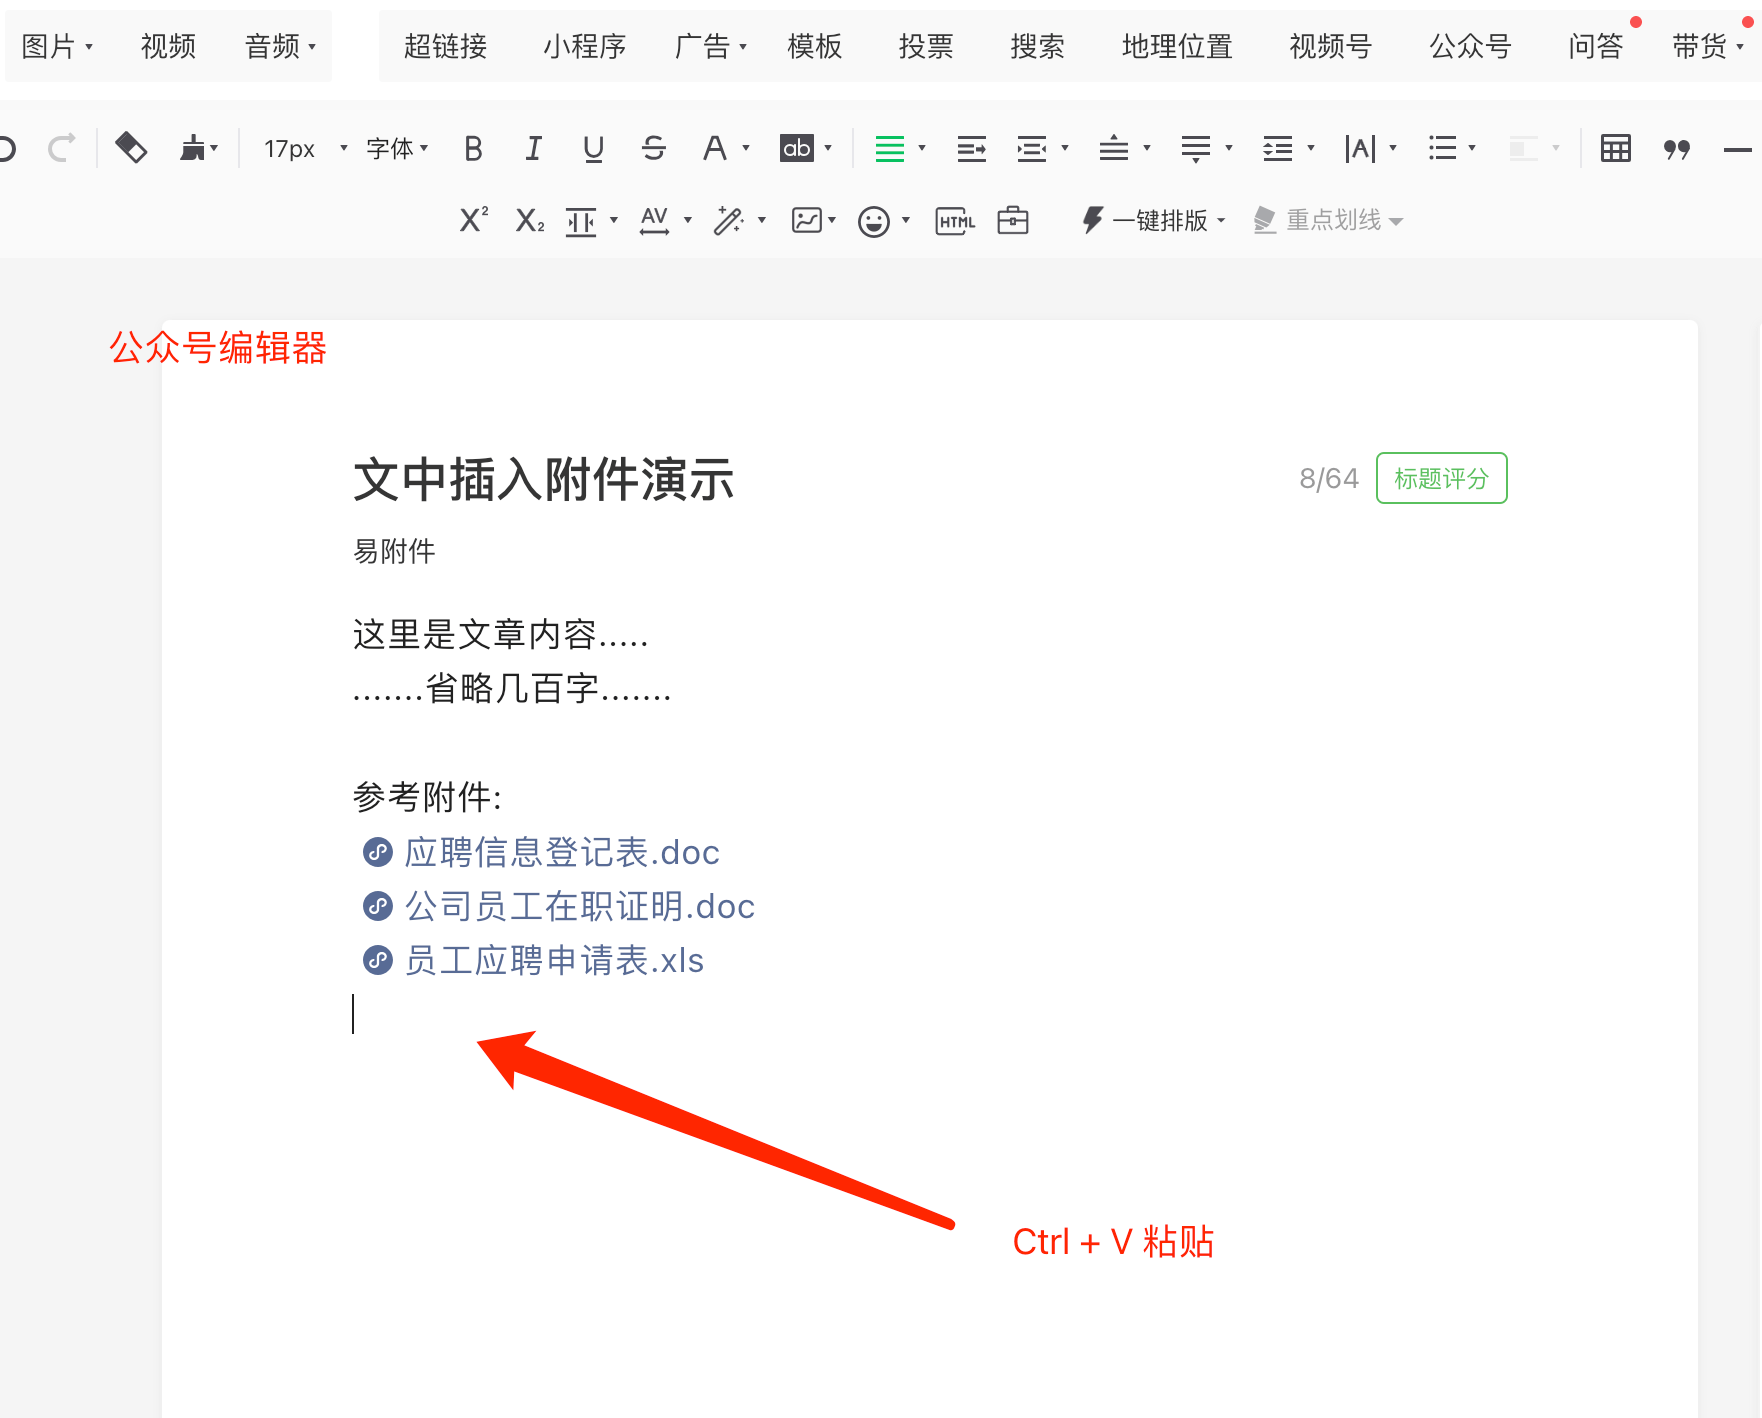 图片 视频 音频 超链接 小程序 广告 模板 投票 搜索 地理位置 视频号 公众号 问答 带货
17px 字体 B I U S A ab A
X² X₂ AV HTML 一键排版 重点划线
公众号编辑器
文中插入附件演示 8/64 标题评分
易附件
这里是文章内容.....
.......省略几百字.......
参考附件:
应聘信息登记表.doc
公司员工在职证明.doc
员工应聘申请表.xls
Ctrl + V 粘贴